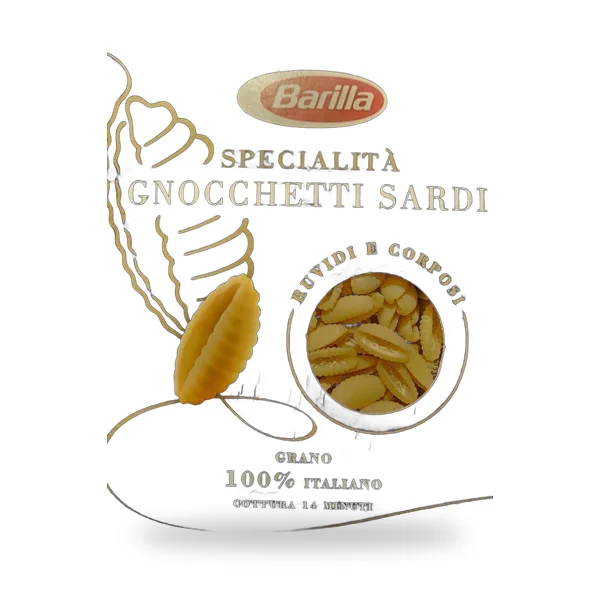 Barilla
SPECIALITÀ
GNOCCHETTI SARDI
RUVIDI E CORPOSI
GRANO
100% ITALIANO
COTTURA 14 MINUTI